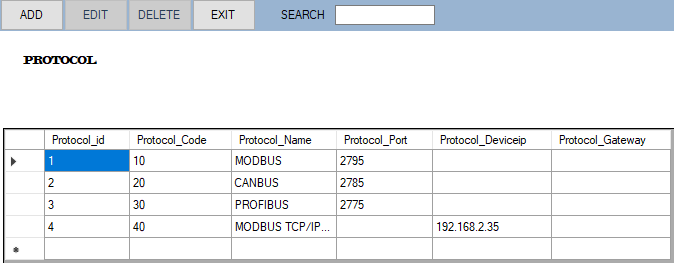 ADD EDIT DELETE EXIT SEARCH
PROTOCOL
Protocol_id Protocol_Code Protocol_Name Protocol_Port Protocol_Deviceip Protocol_Gateway
1 10 MODBUS 2795
2 20 CANBUS 2785
3 30 PROFIBUS 2775
4 40 MODBUS TCP/IP... 192.168.2.35